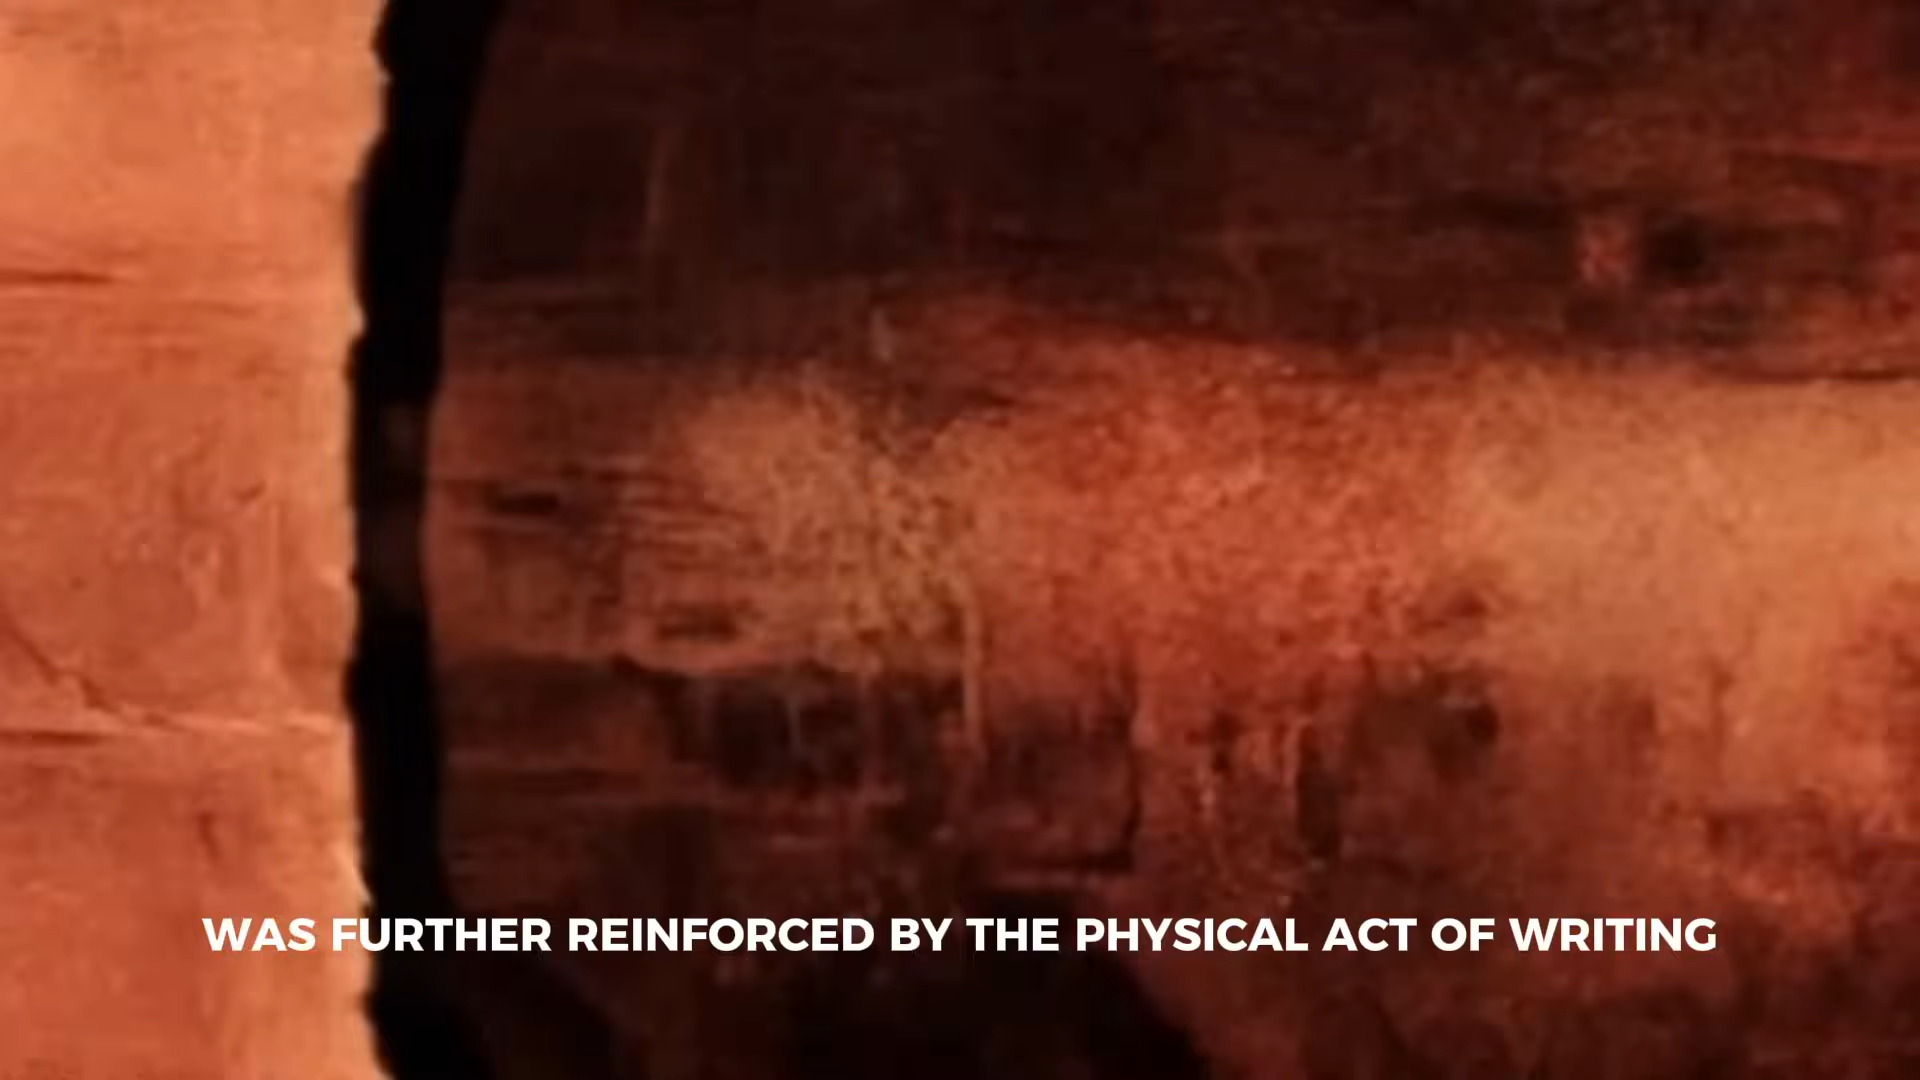 WAS FURTHER REINFORCED BY THE PHYSICAL ACT OF WRITING